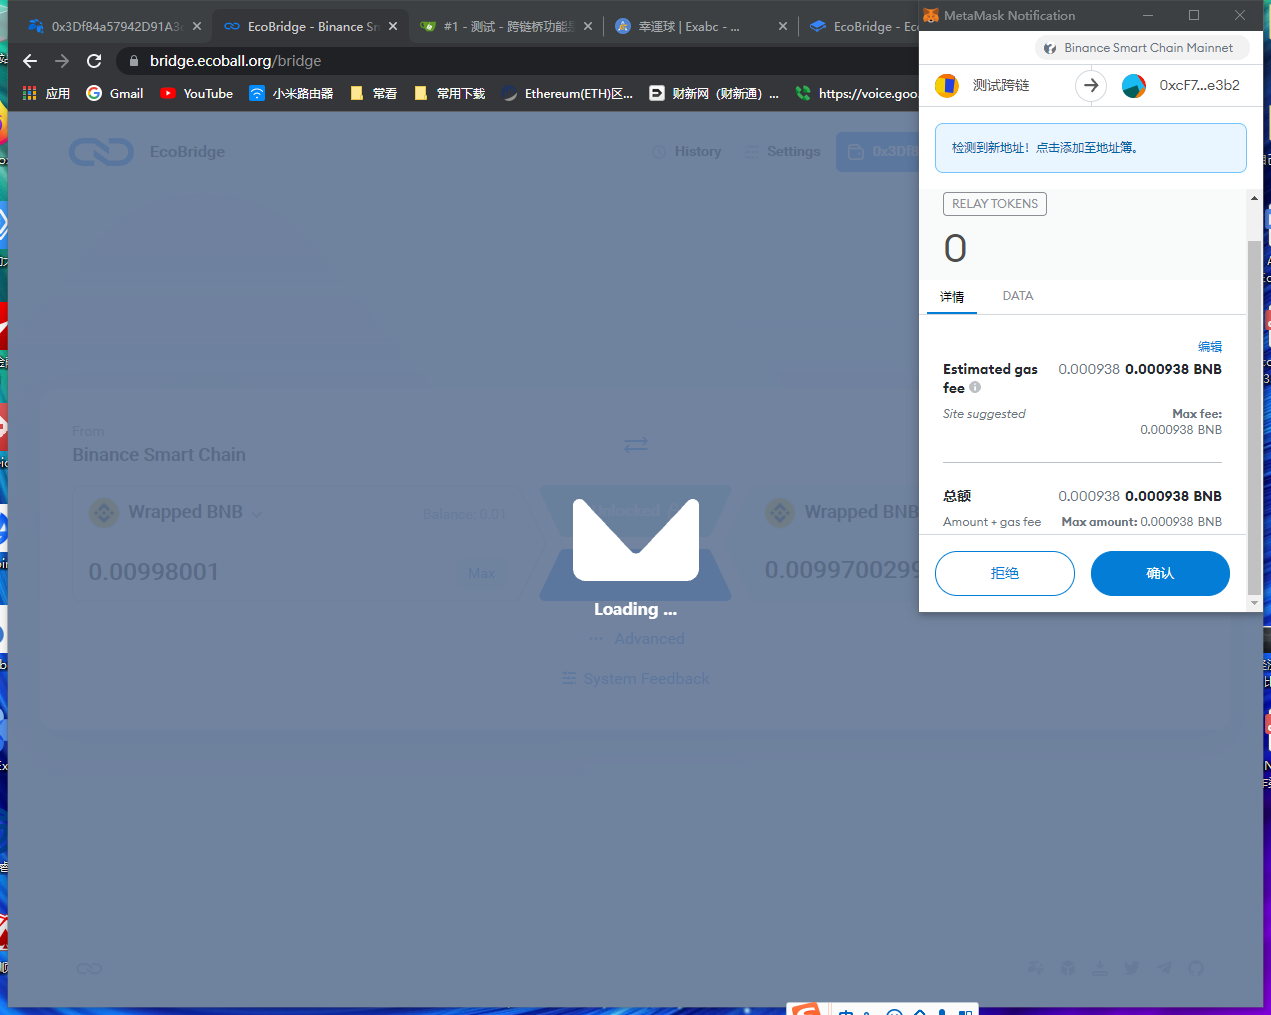 0x3Df84a57942D91A3
EcoBridge - Binance Sm
#1 - 测试 - 跨链桥功能
幸運球 | Exabc - ...
EcoBridge - Ec
bridge.ecoball.org/bridge
应用
Gmail
YouTube
小米路由器
常看
常用下载
Ethereum(ETH)区...
财新网（财新通）...
https://voice.goo
EcoBridge
History
Settings
0x3Df8
From
Binance Smart Chain
Wrapped BNB
Balance: 0.01
0.00998001
Max
Wrapped BNB
0.0099700299
Loading ...
Advanced
System Feedback
MetaMask Notification
Binance Smart Chain Mainnet
测试跨链
0xcF7...e3b2
检测到新地址！点击添加至地址簿。
RELAY TOKENS
0
详情
DATA
编辑
Estimated gas fee
0.000938 0.000938 BNB
Site suggested
Max fee:
0.000938 BNB
总额
0.000938 0.000938 BNB
Amount + gas fee
Max amount: 0.000938 BNB
拒绝
确认